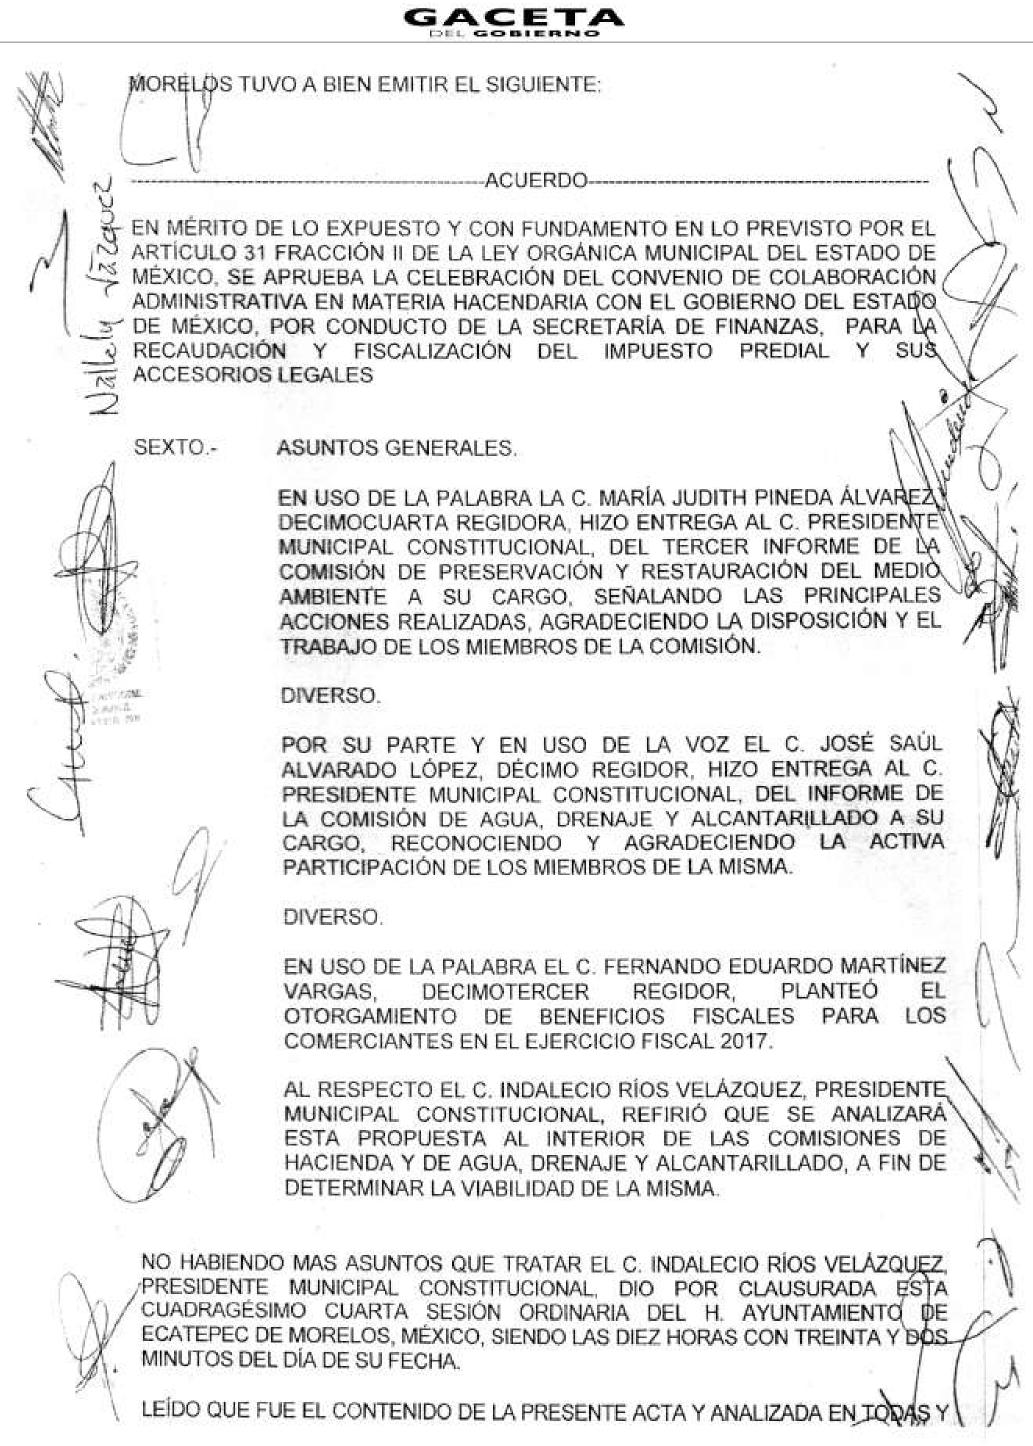 GACETA
DEL GOBIERNO
MORELOS TUVO A BIEN EMITIR EL SIGUIENTE:
------------------------------------ACUERDO------------------------------------
EN MÉRITO DE LO EXPUESTO Y CON FUNDAMENTO EN LO PREVISTO POR EL
ARTÍCULO 31 FRACCIÓN II DE LA LEY ORGÁNICA MUNICIPAL DEL ESTADO DE
MÉXICO, SE APRUEBA LA CELEBRACIÓN DEL CONVENIO DE COLABORACIÓN
ADMINISTRATIVA EN MATERIA HACENDARIA CON EL GOBIERNO DEL ESTADO
DE MÉXICO, POR CONDUCTO DE LA SECRETARÍA DE FINANZAS, PARA LA
RECAUDACIÓN Y FISCALIZACIÓN DEL IMPUESTO PREDIAL Y SUS
ACCESORIOS LEGALES
Nallely Vázquez
SEXTO.- ASUNTOS GENERALES.
EN USO DE LA PALABRA LA C. MARÍA JUDITH PINEDA ÁLVAREZ,
DECIMOCUARTA REGIDORA, HIZO ENTREGA AL C. PRESIDENTE
MUNICIPAL CONSTITUCIONAL, DEL TERCER INFORME DE LA
COMISIÓN DE PRESERVACIÓN Y RESTAURACIÓN DEL MEDIO
AMBIENTE A SU CARGO, SEÑALANDO LAS PRINCIPALES
ACCIONES REALIZADAS, AGRADECIENDO LA DISPOSICIÓN Y EL
TRABAJO DE LOS MIEMBROS DE LA COMISIÓN.
DIVERSO.
POR SU PARTE Y EN USO DE LA VOZ EL C. JOSÉ SAÚL
ALVARADO LÓPEZ, DÉCIMO REGIDOR, HIZO ENTREGA AL C.
PRESIDENTE MUNICIPAL CONSTITUCIONAL, DEL INFORME DE
LA COMISIÓN DE AGUA, DRENAJE Y ALCANTARILLADO A SU
CARGO, RECONOCIENDO Y AGRADECIENDO LA ACTIVA
PARTICIPACIÓN DE LOS MIEMBROS DE LA MISMA.
DIVERSO.
EN USO DE LA PALABRA EL C. FERNANDO EDUARDO MARTÍNEZ
VARGAS, DECIMOTERCER REGIDOR, PLANTEÓ EL
OTORGAMIENTO DE BENEFICIOS FISCALES PARA LOS
COMERCIANTES EN EL EJERCICIO FISCAL 2017.
AL RESPECTO EL C. INDALECIO RÍOS VELÁZQUEZ, PRESIDENTE
MUNICIPAL CONSTITUCIONAL, REFIRIÓ QUE SE ANALIZARÁ
ESTA PROPUESTA AL INTERIOR DE LAS COMISIONES DE
HACIENDA Y DE AGUA, DRENAJE Y ALCANTARILLADO, A FIN DE
DETERMINAR LA VIABILIDAD DE LA MISMA.
NO HABIENDO MAS ASUNTOS QUE TRATAR EL C. INDALECIO RÍOS VELÁZQUEZ,
PRESIDENTE MUNICIPAL CONSTITUCIONAL, DIO POR CLAUSURADA ESTA
CUADRAGÉSIMO CUARTA SESIÓN ORDINARIA DEL H. AYUNTAMIENTO DE
ECATEPEC DE MORELOS, MÉXICO, SIENDO LAS DIEZ HORAS CON TREINTA Y DOS
MINUTOS DEL DÍA DE SU FECHA.
LEÍDO QUE FUE EL CONTENIDO DE LA PRESENTE ACTA Y ANALIZADA EN TODAS Y